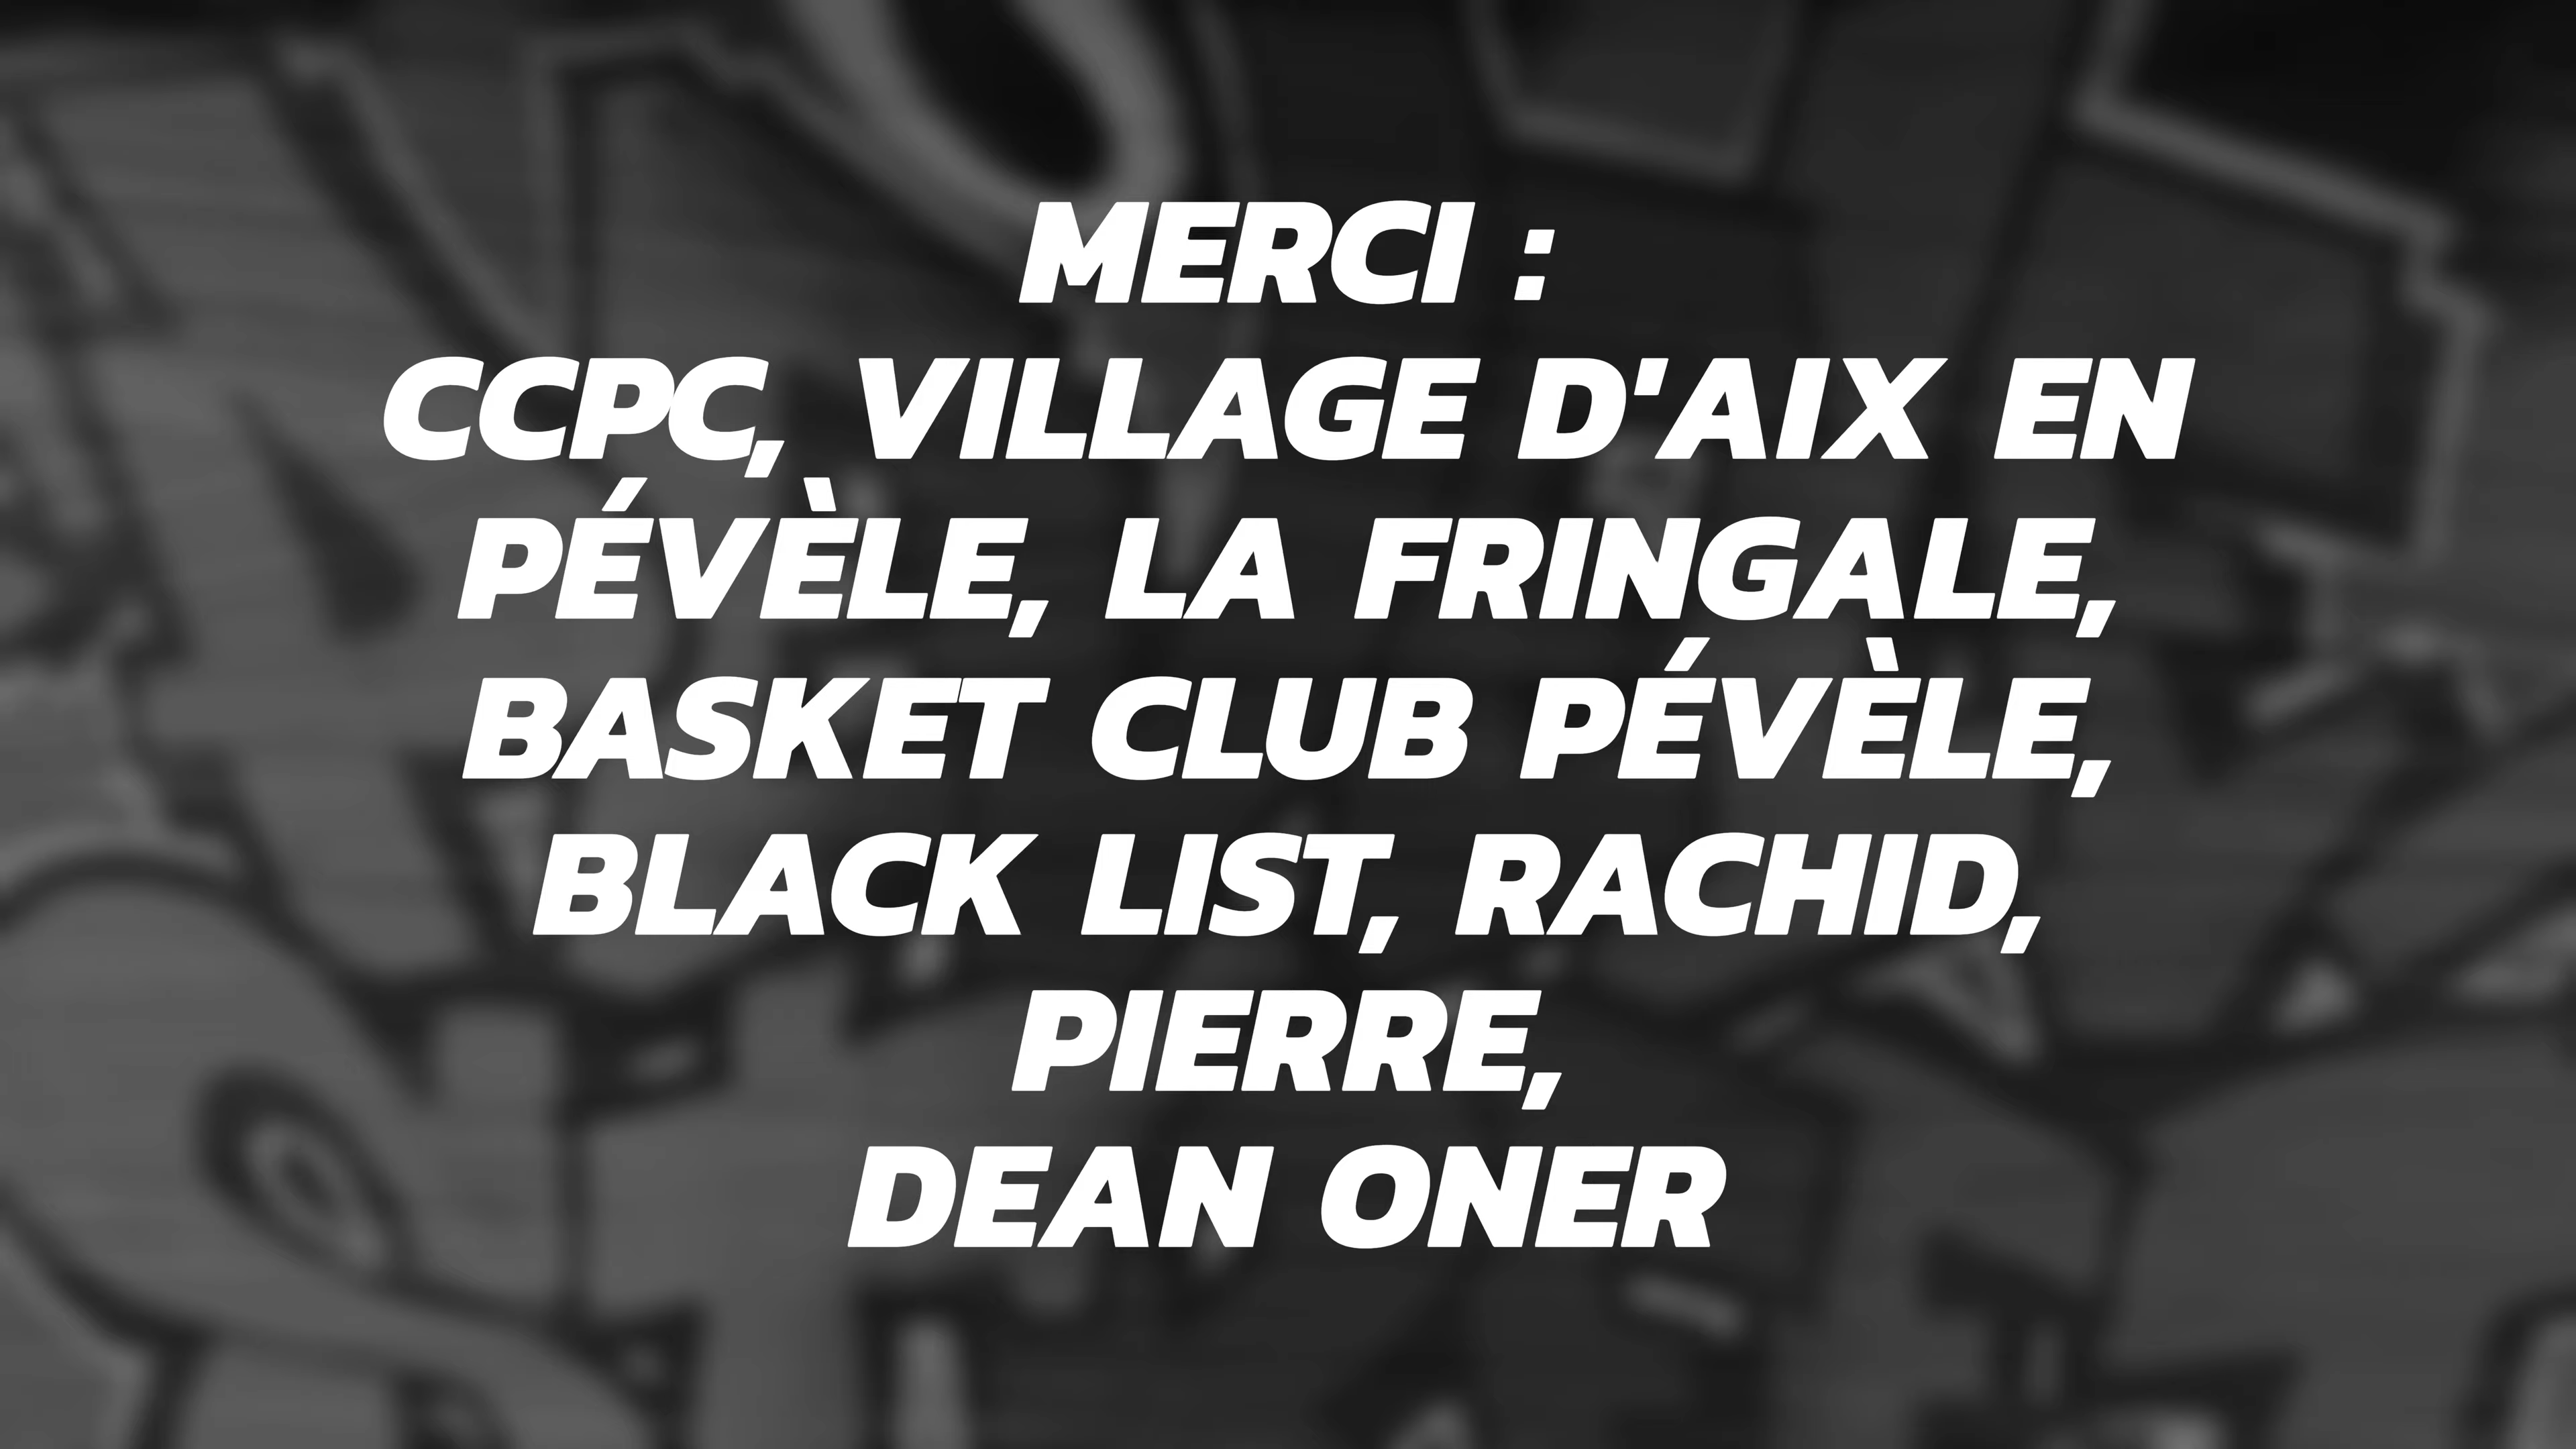 MERCI :
CCPC, VILLAGE D'AIX EN
PÉVÈLE, LA FRINGALE,
BASKET CLUB PÉVÈLE,
BLACK LIST, RACHID,
PIERRE,
DEAN ONER